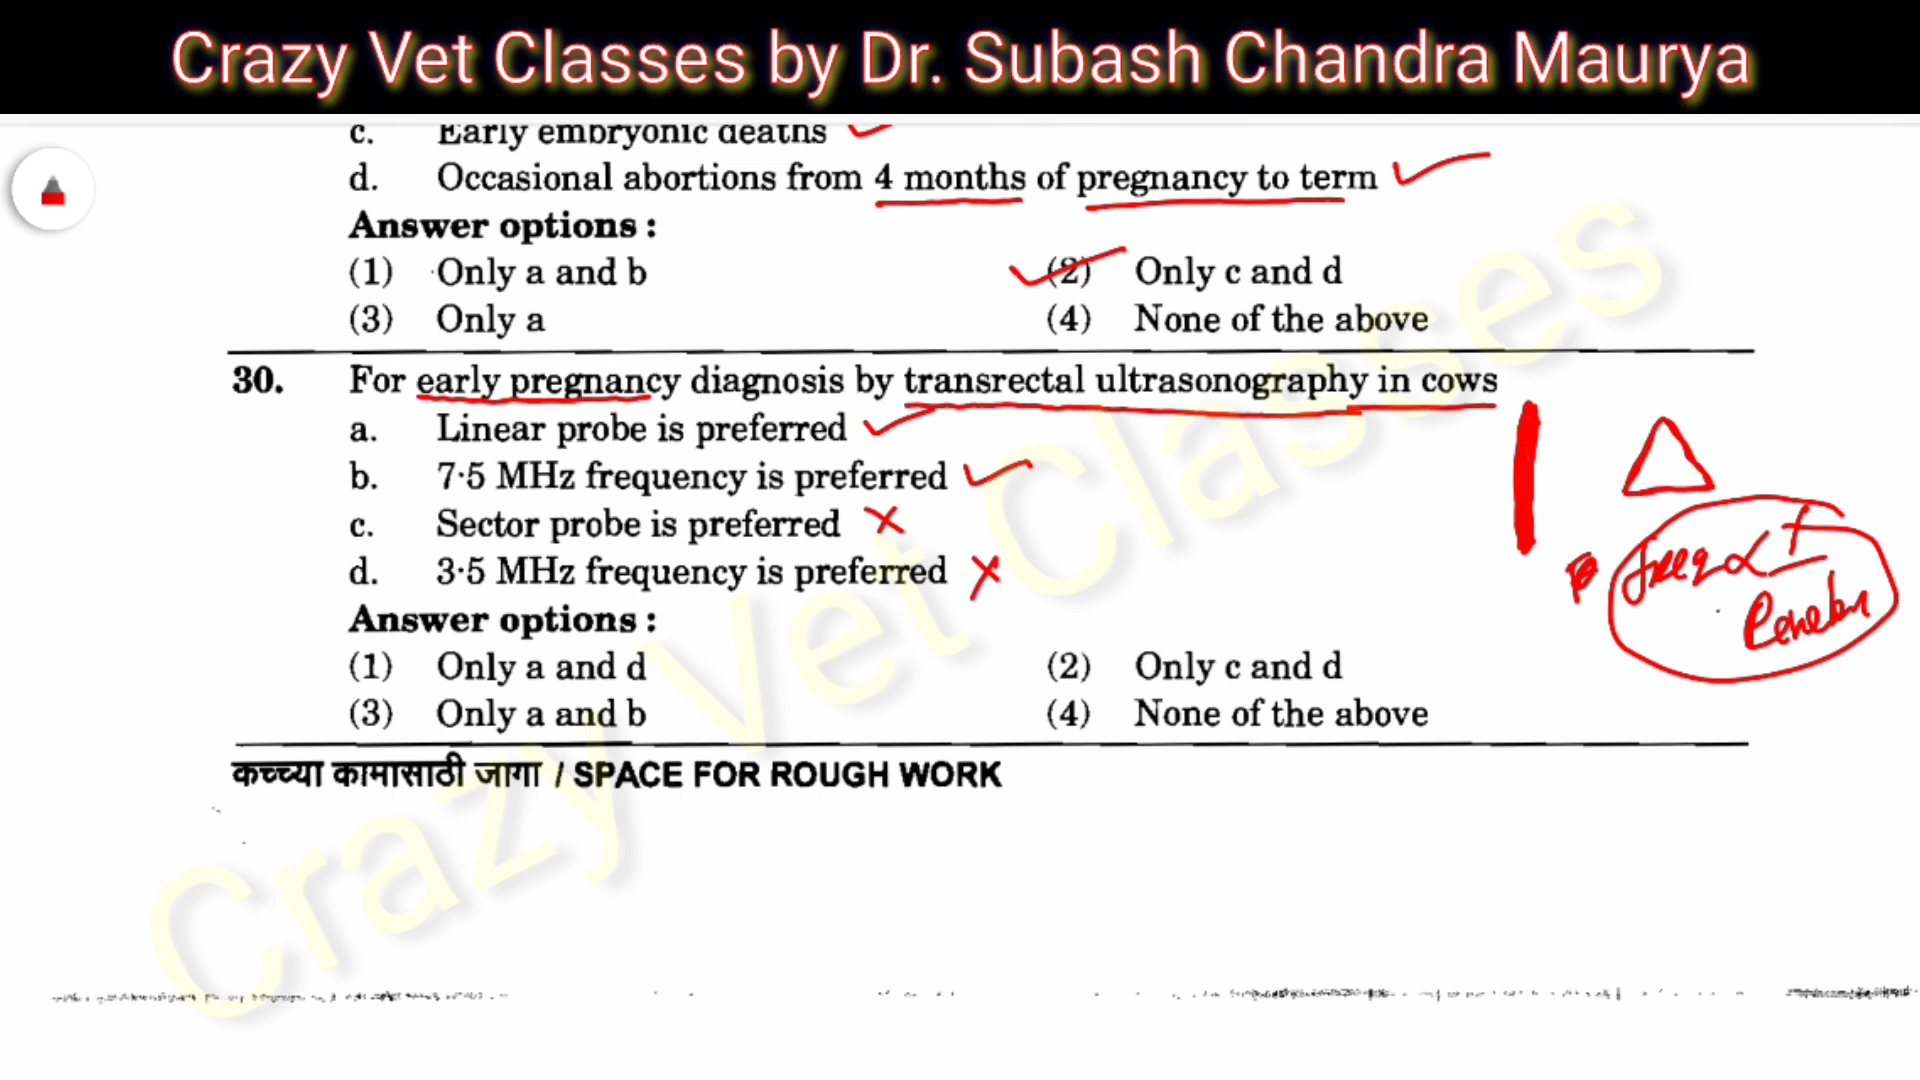 Crazy Vet Classes by Dr. Subash Chandra Maurya
c. Early embryonic deaths
d. Occasional abortions from 4 months of pregnancy to term
Answer options :
(1) Only a and b (2) Only c and d
(3) Only a (4) None of the above
30. For early pregnancy diagnosis by transrectal ultrasonography in cows
a. Linear probe is preferred
b. 7·5 MHz frequency is preferred
c. Sector probe is preferred
d. 3·5 MHz frequency is preferred
Answer options :
(1) Only a and d (2) Only c and d
(3) Only a and b (4) None of the above
कच्च्या कामासाठी जागा / SPACE FOR ROUGH WORK
Crazy Vet Classes